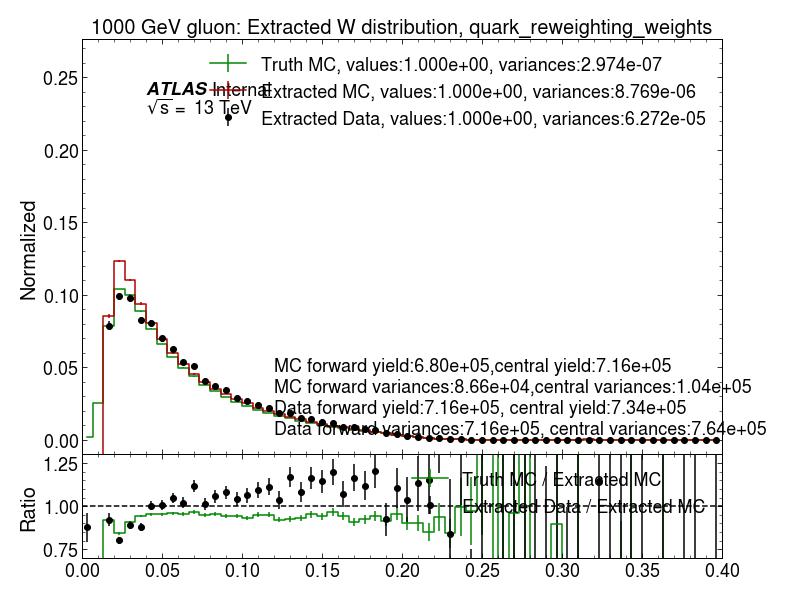 1000 GeV gluon: Extracted W distribution, quark_reweighting_weights
Truth MC, values:1.000e+00, variances:2.974e-07
ATLAS Internal
Extracted MC, values:1.000e+00, variances:8.769e-06
√s = 13 TeV
Extracted Data, values:1.000e+00, variances:6.272e-05
0.25
0.20
0.15
0.10
0.05
0.00
Normalized
MC forward yield:6.80e+05,central yield:7.16e+05
MC forward variances:8.66e+04,central variances:1.04e+05
Data forward yield:7.16e+05, central yield:7.34e+05
Data forward variances:7.16e+05, central variances:7.64e+05
1.25
1.00
0.75
Ratio
Truth MC / Extracted MC
Extracted Data / Extracted MC
0.00 0.05 0.10 0.15 0.20 0.25 0.30 0.35 0.40